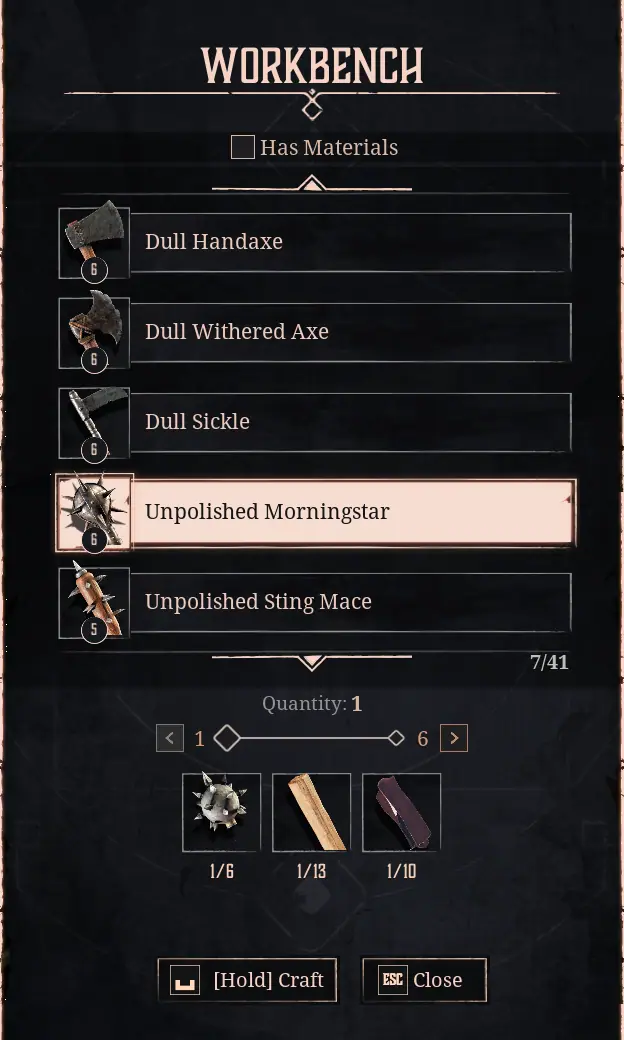 WORKBENCH
Has Materials
Dull Handaxe
6
Dull Withered Axe
6
Dull Sickle
6
Unpolished Morningstar
6
Unpolished Sting Mace
5
7/41
Quantity: 1
< 1 6 >
1/6 1/13 1/10
[Hold] Craft ESC Close